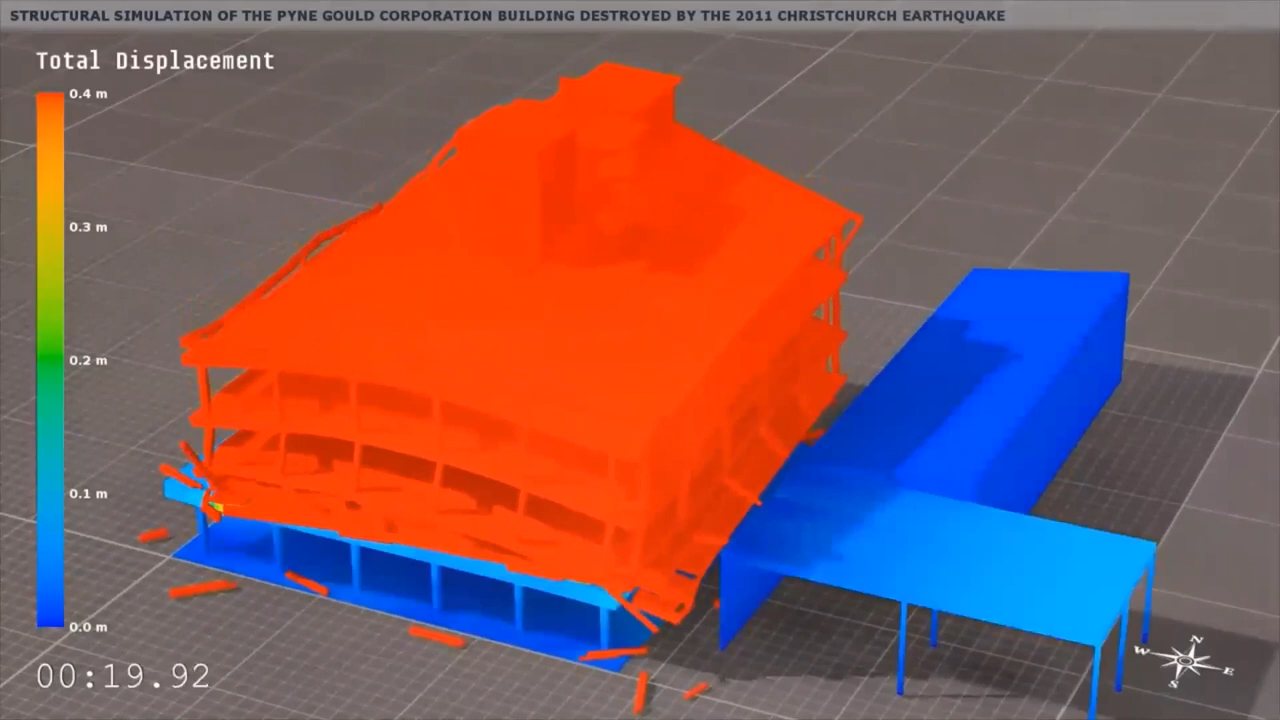 STRUCTURAL SIMULATION OF THE PYNE GOULD CORPORATION BUILDING DESTROYED BY THE 2011 CHRISTCHURCH EARTHQUAKE
Total Displacement
0.4 m
0.3 m
0.2 m
0.1 m
0.0 m
00:19.92
N
W
E
S